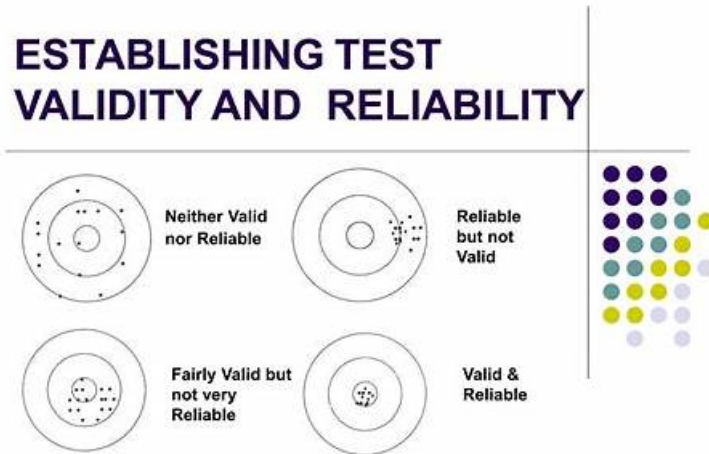 ESTABLISHING TEST
VALIDITY AND RELIABILITY
Neither Valid
nor Reliable
Reliable
but not
Valid
Fairly Valid but
not very
Reliable
Valid &
Reliable